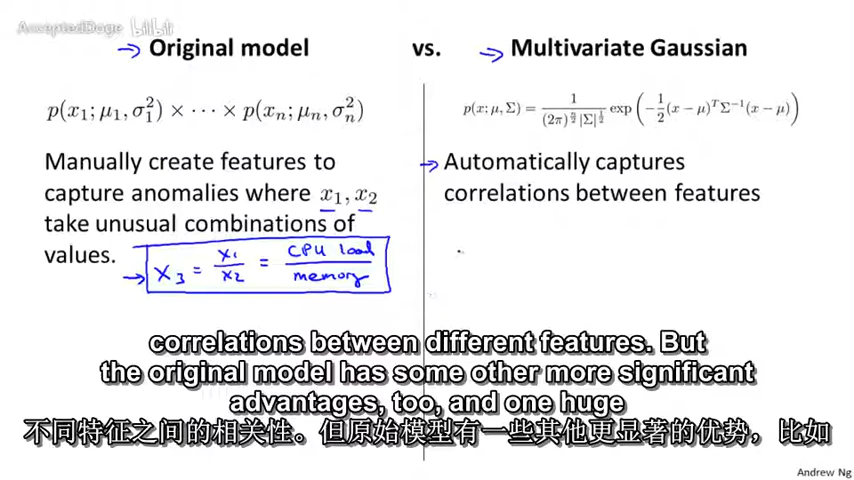 AcceptedDoge bilibili
Original model vs. Multivariate Gaussian
p(x₁; μ₁, σ₁²) × ⋯ × p(xₙ; μₙ, σₙ²)
Manually create features to
capture anomalies where x₁, x₂
take unusual combinations of
values.
x₃ = x₁/x₂ = CPU load/memory
p(x; μ, Σ) = 1/((2π)^{n/2}|Σ|^{1/2}) exp(−1/2(x − μ)ᵀΣ⁻¹(x − μ))
Automatically captures
correlations between features
correlations between different features. But
the original model has some other more significant
advantages, too, and one huge
不同特征之间的相关性。但原始模型有一些其他更显著的优势，比如
Andrew Ng